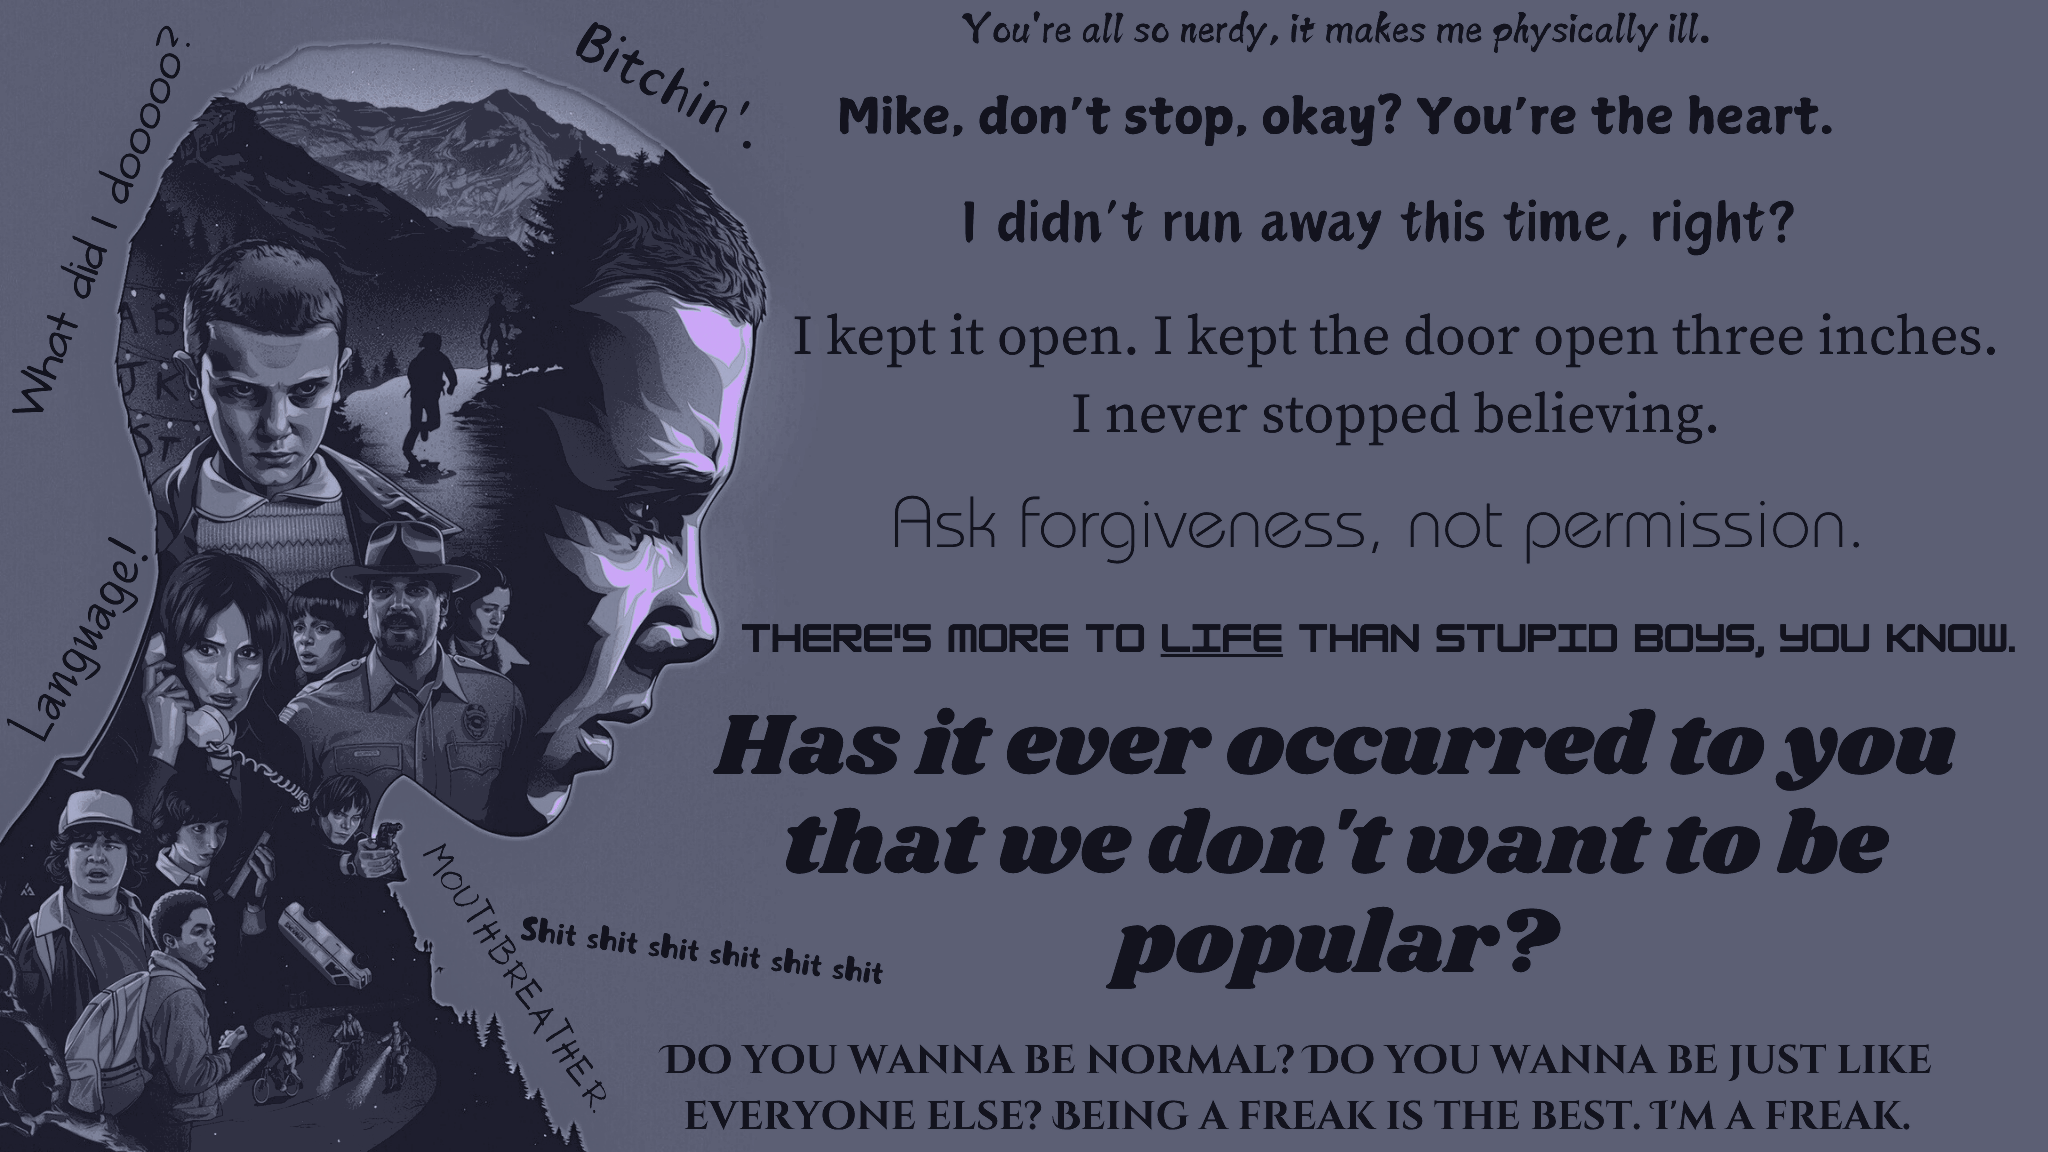 What did I dooooo?
Bitchin'.
You're all so nerdy, it makes me physically ill.
Mike, don't stop, okay? You're the heart.
I didn't run away this time, right?
I kept it open. I kept the door open three inches.
I never stopped believing.
Ask forgiveness, not permission.
Language!
THERE'S MORE TO LIFE THAN STUPID BOYS, YOU KNOW.
Has it ever occurred to you
that we don't want to be
popular?
MOUTHBREATHER.
Shit shit shit shit shit shit
DO YOU WANNA BE NORMAL? DO YOU WANNA BE JUST LIKE
EVERYONE ELSE? BEING A FREAK IS THE BEST. I'M A FREAK.
A B
J K
S T